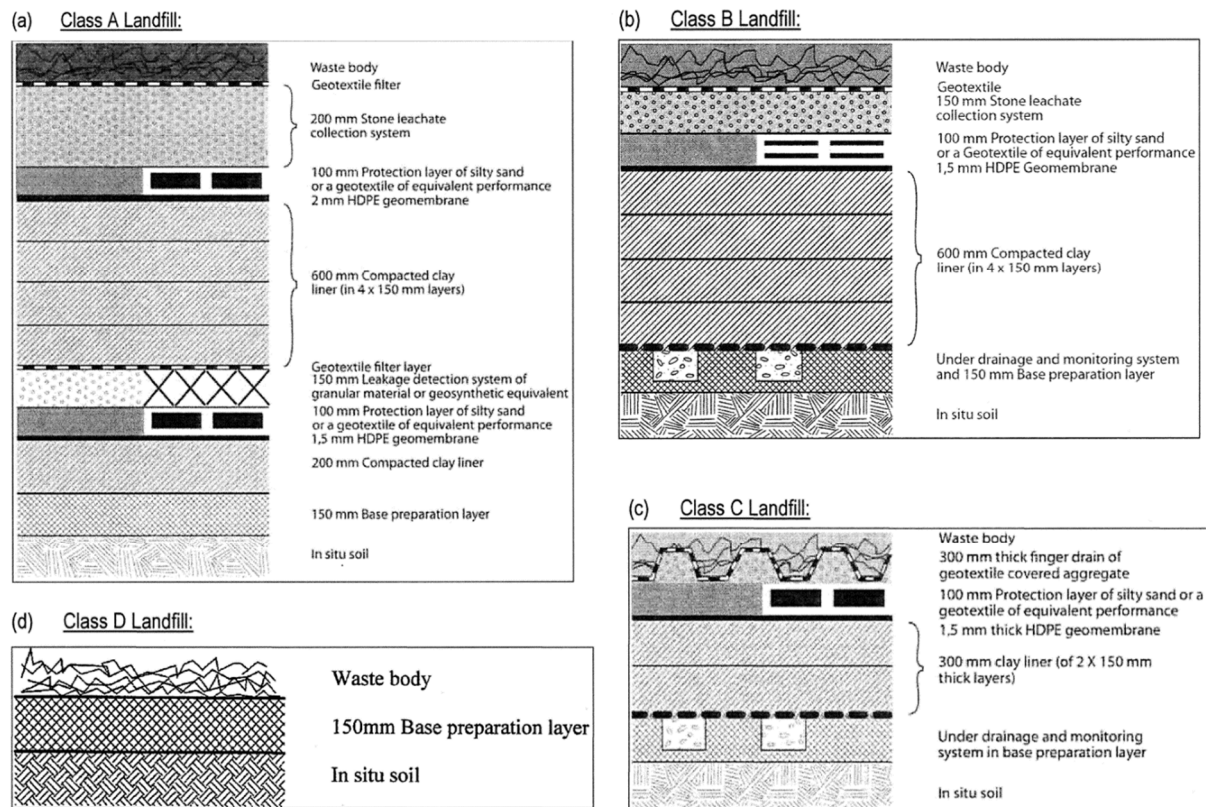 (a) Class A Landfill:
Waste body
Geotextile filter
200 mm Stone leachate
collection system
100 mm Protection layer of silty sand
or a geotextile of equivalent performance
2 mm HDPE geomembrane
600 mm Compacted clay
liner (in 4 x 150 mm layers)
Geotextile filter layer
150 mm Leakage detection system of
granular material or geosynthetic equivalent
100 mm Protection layer of silty sand
or a geotextile of equivalent performance
1,5 mm HDPE geomembrane
200 mm Compacted clay liner
150 mm Base preparation layer
In situ soil
(b) Class B Landfill:
Waste body
Geotextile
150 mm Stone leachate
collection system
100 mm Protection layer of silty sand
or a Geotextile of equivalent performance
1,5 mm HDPE Geomembrane
600 mm Compacted clay
liner (in 4 x 150 mm layers)
Under drainage and monitoring system
and 150 mm Base preparation layer
In situ soil
(c) Class C Landfill:
Waste body
300 mm thick finger drain of
geotextile covered aggregate
100 mm Protection layer of silty sand or a
geotextile of equivalent performance
1,5 mm thick HDPE geomembrane
300 mm clay liner (of 2 X 150 mm
thick layers)
Under drainage and monitoring
system in base preparation layer
In situ soil
(d) Class D Landfill:
Waste body
150mm Base preparation layer
In situ soil